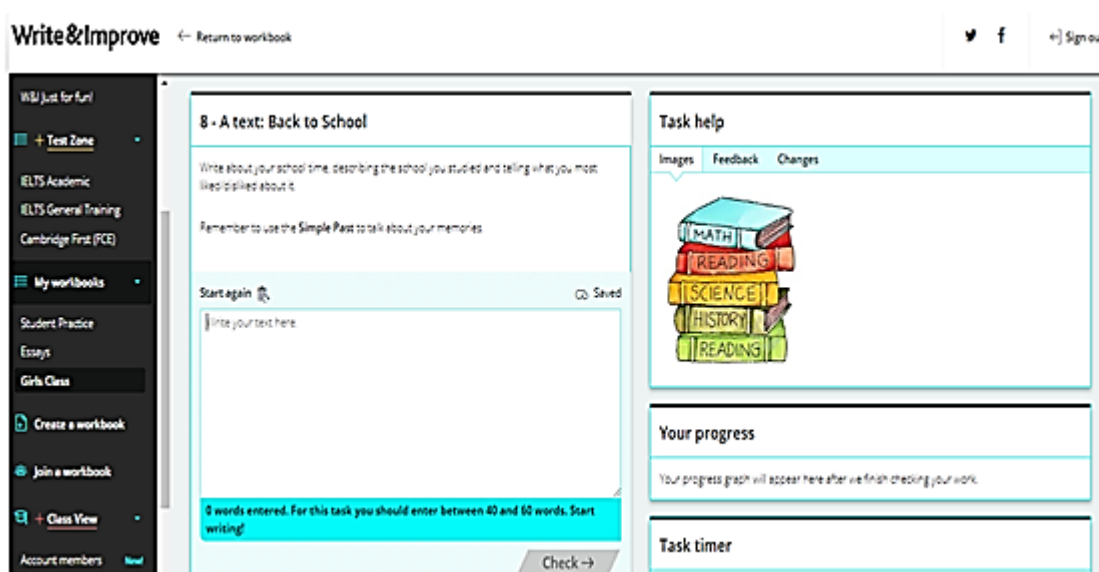 Write&Improve
← Return to workbook
Sign ou
W&I Just for fun!
+ Test Zone
IELTS Academic
IELTS General Training
Cambridge First (FCE)
My workbooks
Student Practice
Essays
Girls Class
Create a workbook
Join a workbook
+ Class View
Account members New!
8 - A text: Back to School
Write about your school time, describing the school you studied and telling what you most
liked/disliked about it.
Remember to use the Simple Past to talk about your memories
Start again
Saved
Write your text here.
0 words entered. For this task you should enter between 40 and 60 words. Start
writing!
Check →
Task help
Images Feedback Changes
MATH
READING
SCIENCE
HISTORY
READING
Your progress
Your progress graph will appear here after we finish checking your work.
Task timer